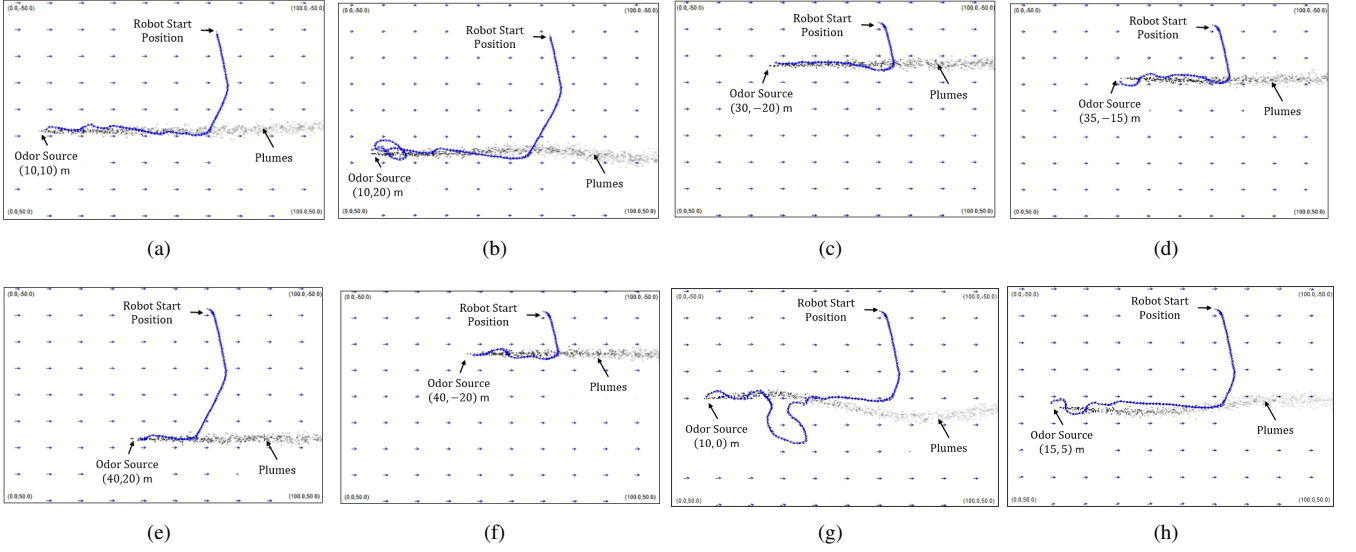 (0.0,-50.0) (100.0,-50.0)
Robot Start
Position
Odor Source
(10,10) m
Plumes
(0.0,50.0) (100.0,50.0)
(a)
(0.0,-50.0) (100.0,-50.0)
Robot Start
Position
Odor Source
(10,20) m
Plumes
(0.0,50.0) (100.0,50.0)
(b)
(0.0,-50.0) (100.0,-50.0)
Robot Start
Position
Odor Source
(30, −20) m
Plumes
(0.0,50.0) (100.0,50.0)
(c)
(0.0,-50.0) (100.0,-50.0)
Robot Start
Position
Odor Source
(35, −15) m
Plumes
(0.0,50.0) (100.0,50.0)
(d)
(0.0,-50.0) (100.0,-50.0)
Robot Start
Position
Odor Source
(40,20) m
Plumes
(0.0,50.0) (100.0,50.0)
(e)
(0.0,-50.0) (100.0,-50.0)
Robot Start
Position
Odor Source
(40, −20) m
Plumes
(0.0,50.0) (100.0,50.0)
(f)
(0.0,-50.0) (100.0,-50.0)
Robot Start
Position
Odor Source
(10, 0) m
Plumes
(0.0,50.0) (100.0,50.0)
(g)
(0.0,-50.0) (100.0,-50.0)
Robot Start
Position
Odor Source
(15, 5) m
Plumes
(0.0,50.0) (100.0,50.0)
(h)